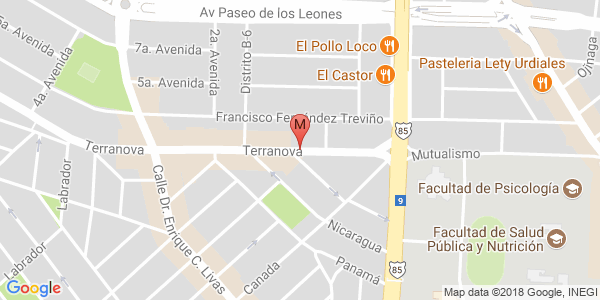 Av Paseo de los Leones
5a. Avenida
7a. Avenida
2a. Avenida
Distrito B-6
El Pollo Loco
Pasteleria Lety Urdiales
Ojinaga
4a. Avenida
5a. Avenida
El Castor
Francisco Fernández Treviño
M
85
Terranova
Terranova
Mutualismo
Labrador
Calle Dr. Enrique C. Livas
Facultad de Psicología
9
Nicaragua
Facultad de Salud
Pública y Nutrición
Labrador
Canada
Panamá
85
Google
Map data ©2018 Google, INEGI